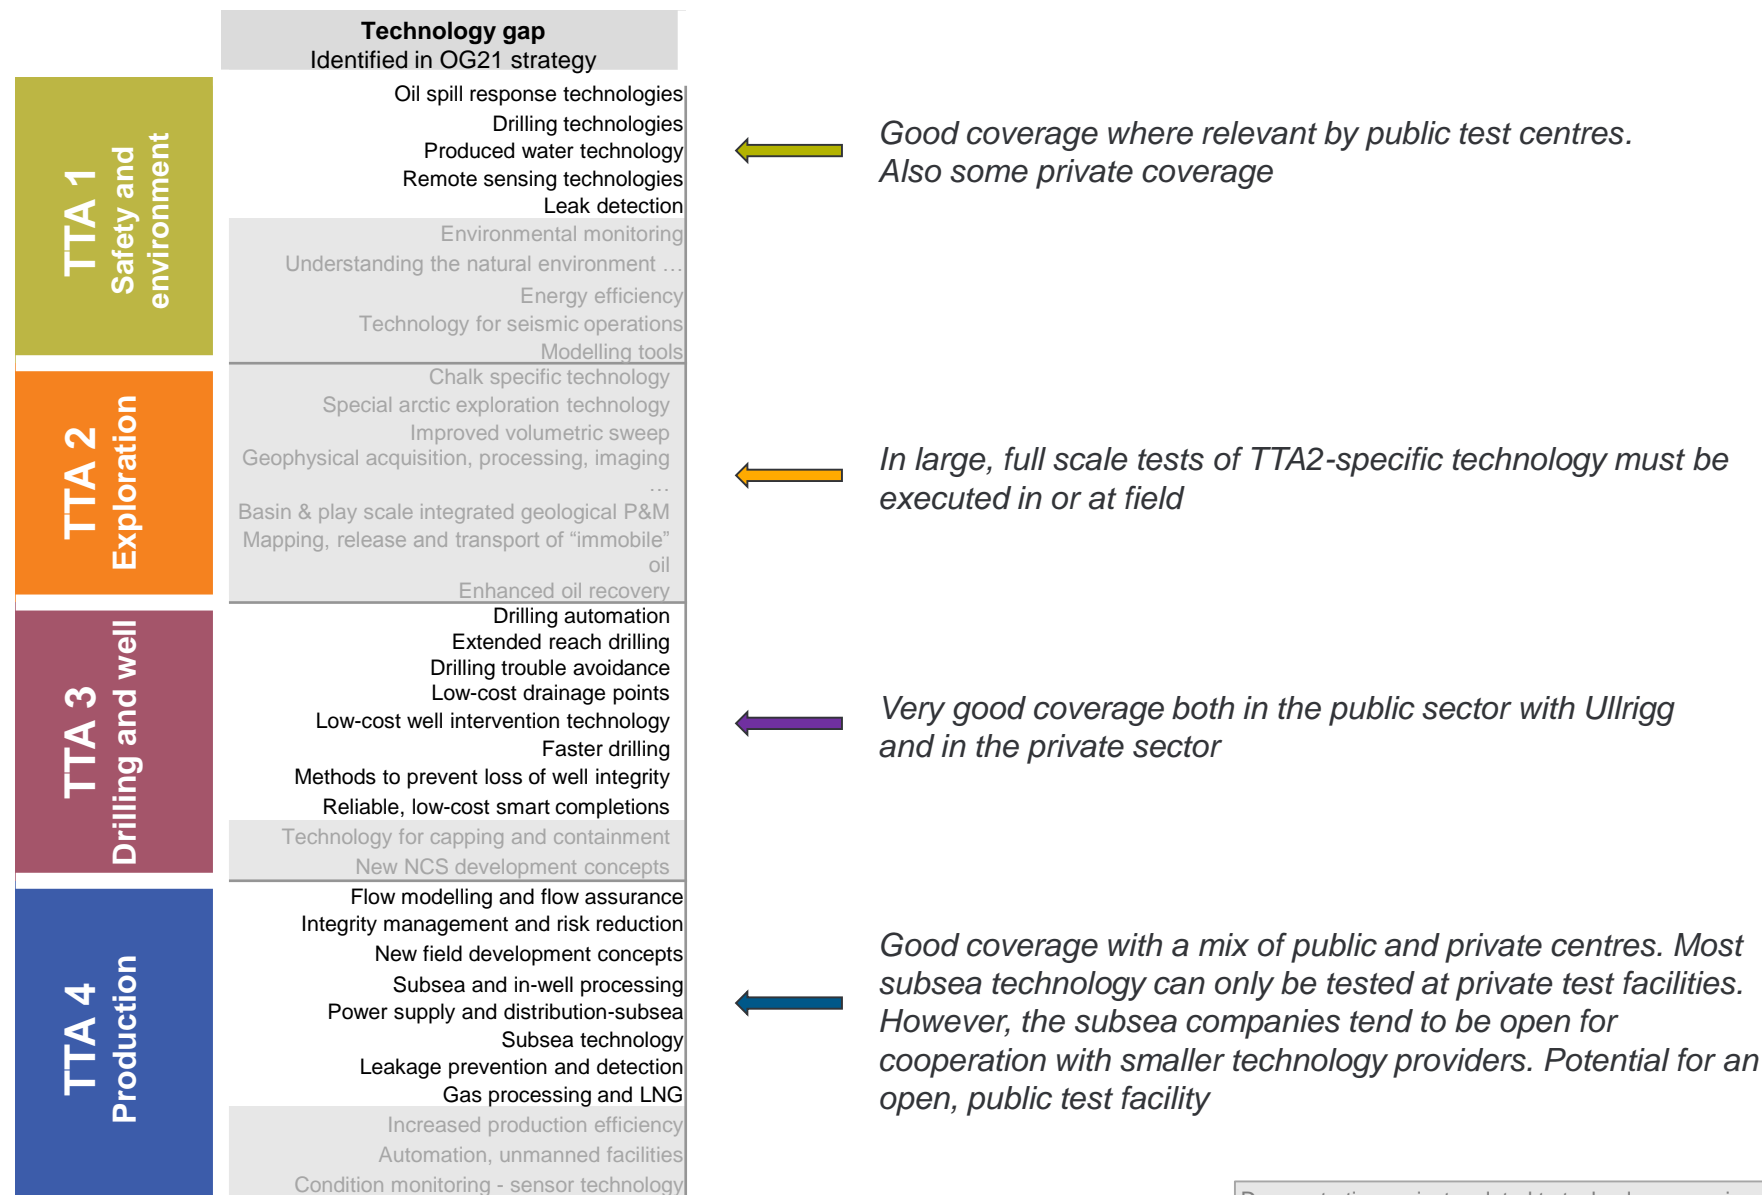 Technology gap
Identified in OG21 strategy
TTA 1
Safety and
environment
Oil spill response technologies
Drilling technologies
Produced water technology
Remote sensing technologies
Leak detection
Environmental monitoring
Understanding the natural environment …
Energy efficiency
Technology for seismic operations
Modelling tools
Good coverage where relevant by public test centres.
Also some private coverage
TTA 2
Exploration
Chalk specific technology
Special arctic exploration technology
Improved volumetric sweep
Geophysical acquisition, processing, imaging
…
Basin & play scale integrated geological P&M
Mapping, release and transport of “immobile”
oil
Enhanced oil recovery
In large, full scale tests of TTA2-specific technology must be
executed in or at field
TTA 3
Drilling and well
Drilling automation
Extended reach drilling
Drilling trouble avoidance
Low-cost drainage points
Low-cost well intervention technology
Faster drilling
Methods to prevent loss of well integrity
Reliable, low-cost smart completions
Technology for capping and containment
New NCS development concepts
Very good coverage both in the public sector with Ullrigg
and in the private sector
TTA 4
Production
Flow modelling and flow assurance
Integrity management and risk reduction
New field development concepts
Subsea and in-well processing
Power supply and distribution-subsea
Subsea technology
Leakage prevention and detection
Gas processing and LNG
Increased production efficiency
Automation, unmanned facilities
Condition monitoring - sensor technology
Good coverage with a mix of public and private centres. Most
subsea technology can only be tested at private test facilities.
However, the subsea companies tend to be open for
cooperation with smaller technology providers. Potential for an
open, public test facility